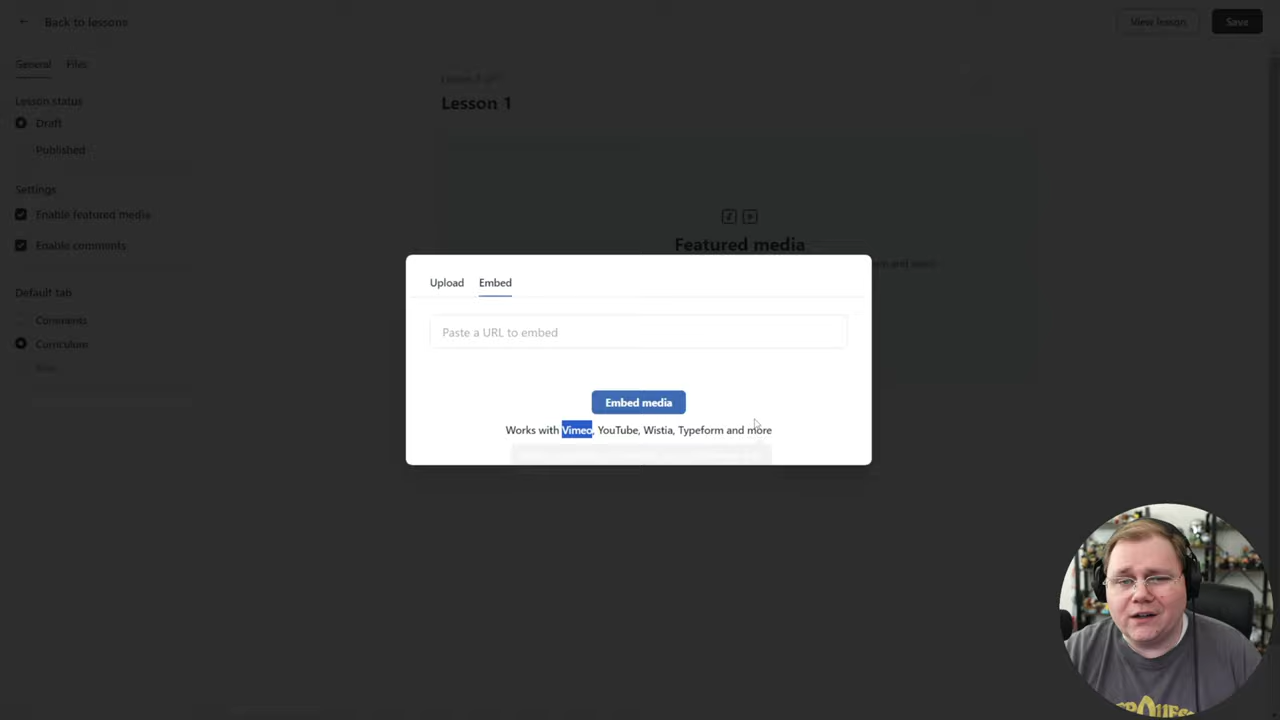 ← Back to lessons
View lesson
Save
General
Files
Lesson status
Draft
Published
Settings
Enable featured media
Enable comments
Default tab
Comments
Curriculum
Lesson 1
Featured media
Upload
Embed
Paste a URL to embed
Embed media
Works with Vimeo, YouTube, Wistia, Typeform and more